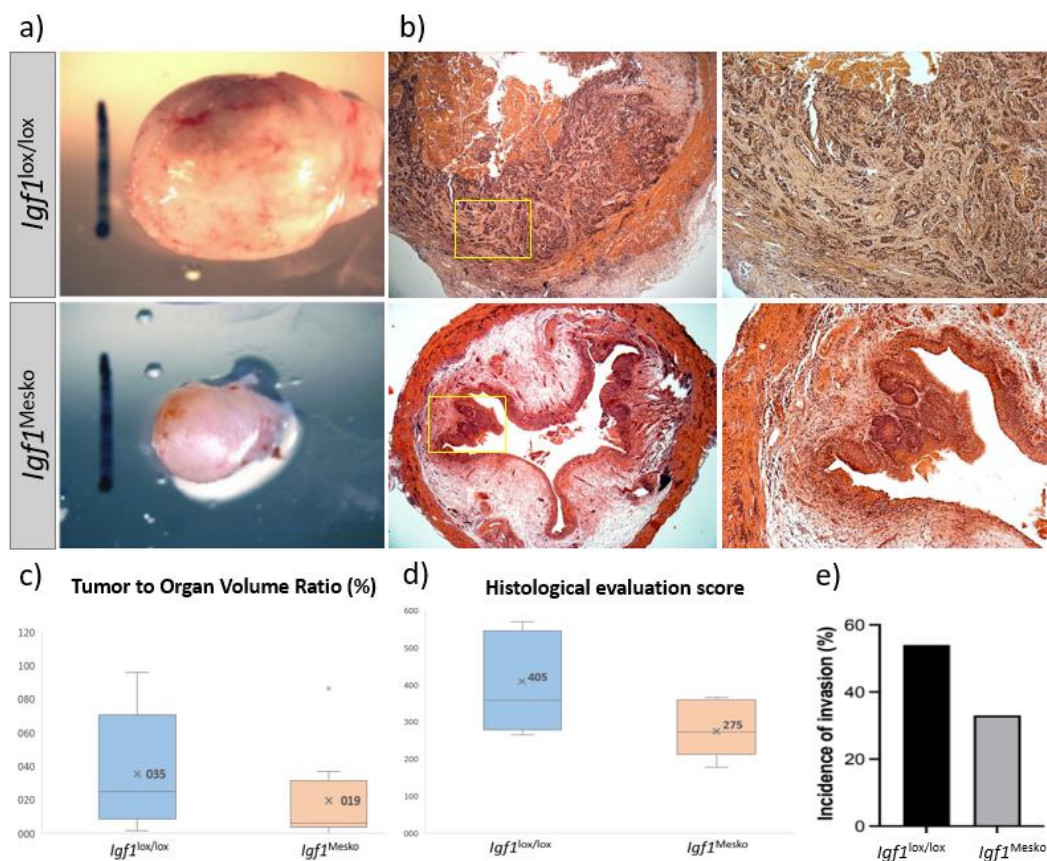 a)
b)
Igf1lox/lox
Igf1Mesko
c)
Tumor to Organ Volume Ratio (%)
120
100
080
060
040
020
000
035
019
Igf1lox/lox
Igf1Mesko
d)
Histological evaluation score
600
500
400
300
200
100
000
405
275
Igf1lox/lox
Igf1Mesko
e)
Incidence of invasion (%)
60
40
20
0
Igf1lox/lox
Igf1Mesko